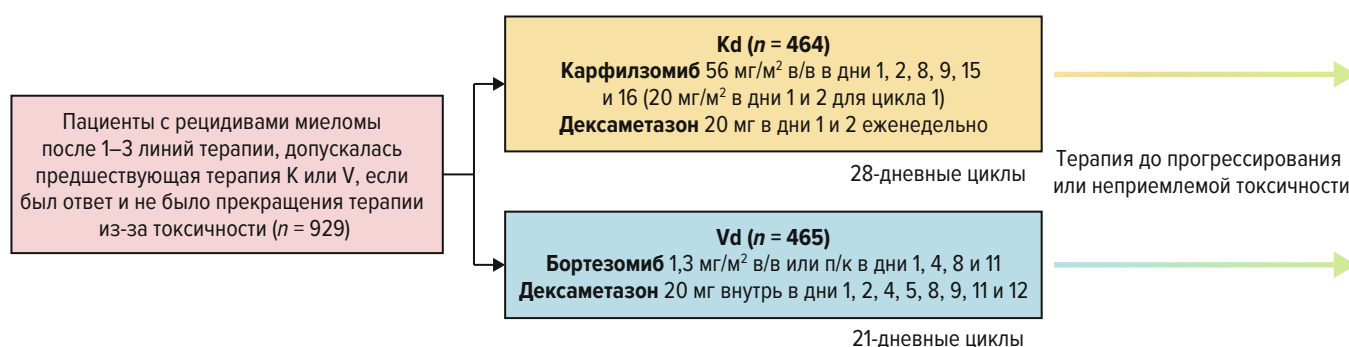 Пациенты с рецидивами миеломы
после 1–3 линий терапии, допускалась
предшествующая терапия К или V, если
был ответ и не было прекращения терапии
из-за токсичности (n = 929)
Kd (n = 464)
Карфилзомиб 56 мг/м² в/в в дни 1, 2, 8, 9, 15
и 16 (20 мг/м² в дни 1 и 2 для цикла 1)
Дексаметазон 20 мг в дни 1 и 2 еженедельно
28-дневные циклы
Vd (n = 465)
Бортезомиб 1,3 мг/м² в/в или п/к в дни 1, 4, 8 и 11
Дексаметазон 20 мг внутрь в дни 1, 2, 4, 5, 8, 9, 11 и 12
21-дневные циклы
Терапия до прогрессирования
или неприемлемой токсичности